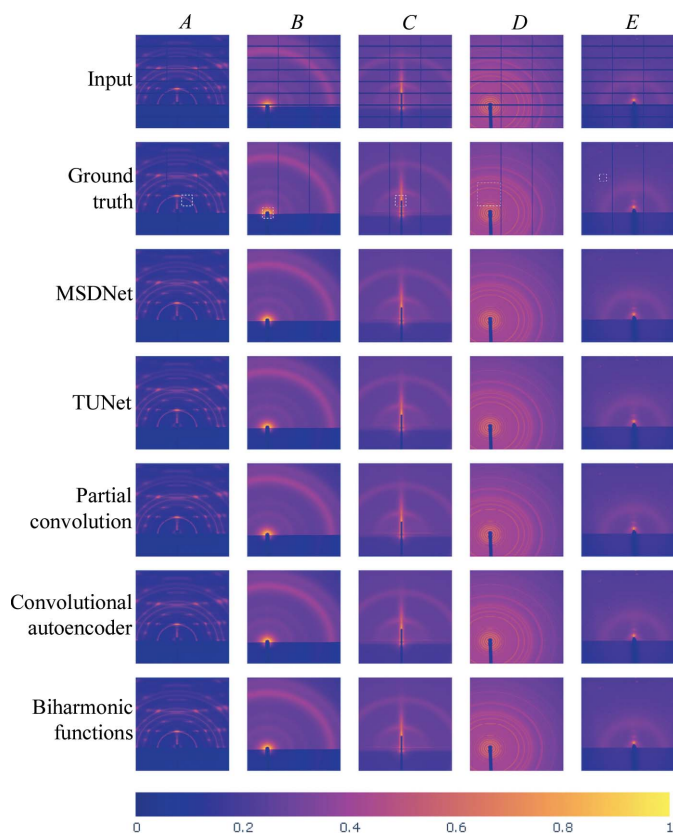 A B C D E
Input
Ground
truth
MSDNet
TUNet
Partial
convolution
Convolutional
autoencoder
Biharmonic
functions
0 0.2 0.4 0.6 0.8 1